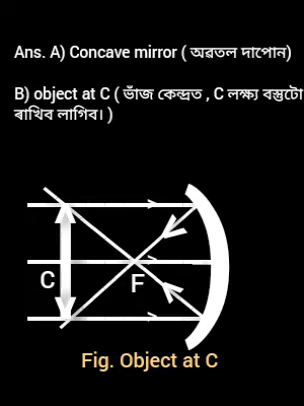 Ans. A) Concave mirror ( অৱতল দাপোন)
B) object at C ( ভাঁজ কেন্দ্ৰত , C লক্ষ্য বস্তুটো
ৰাখিব লাগিব। )
C
F
Fig. Object at C